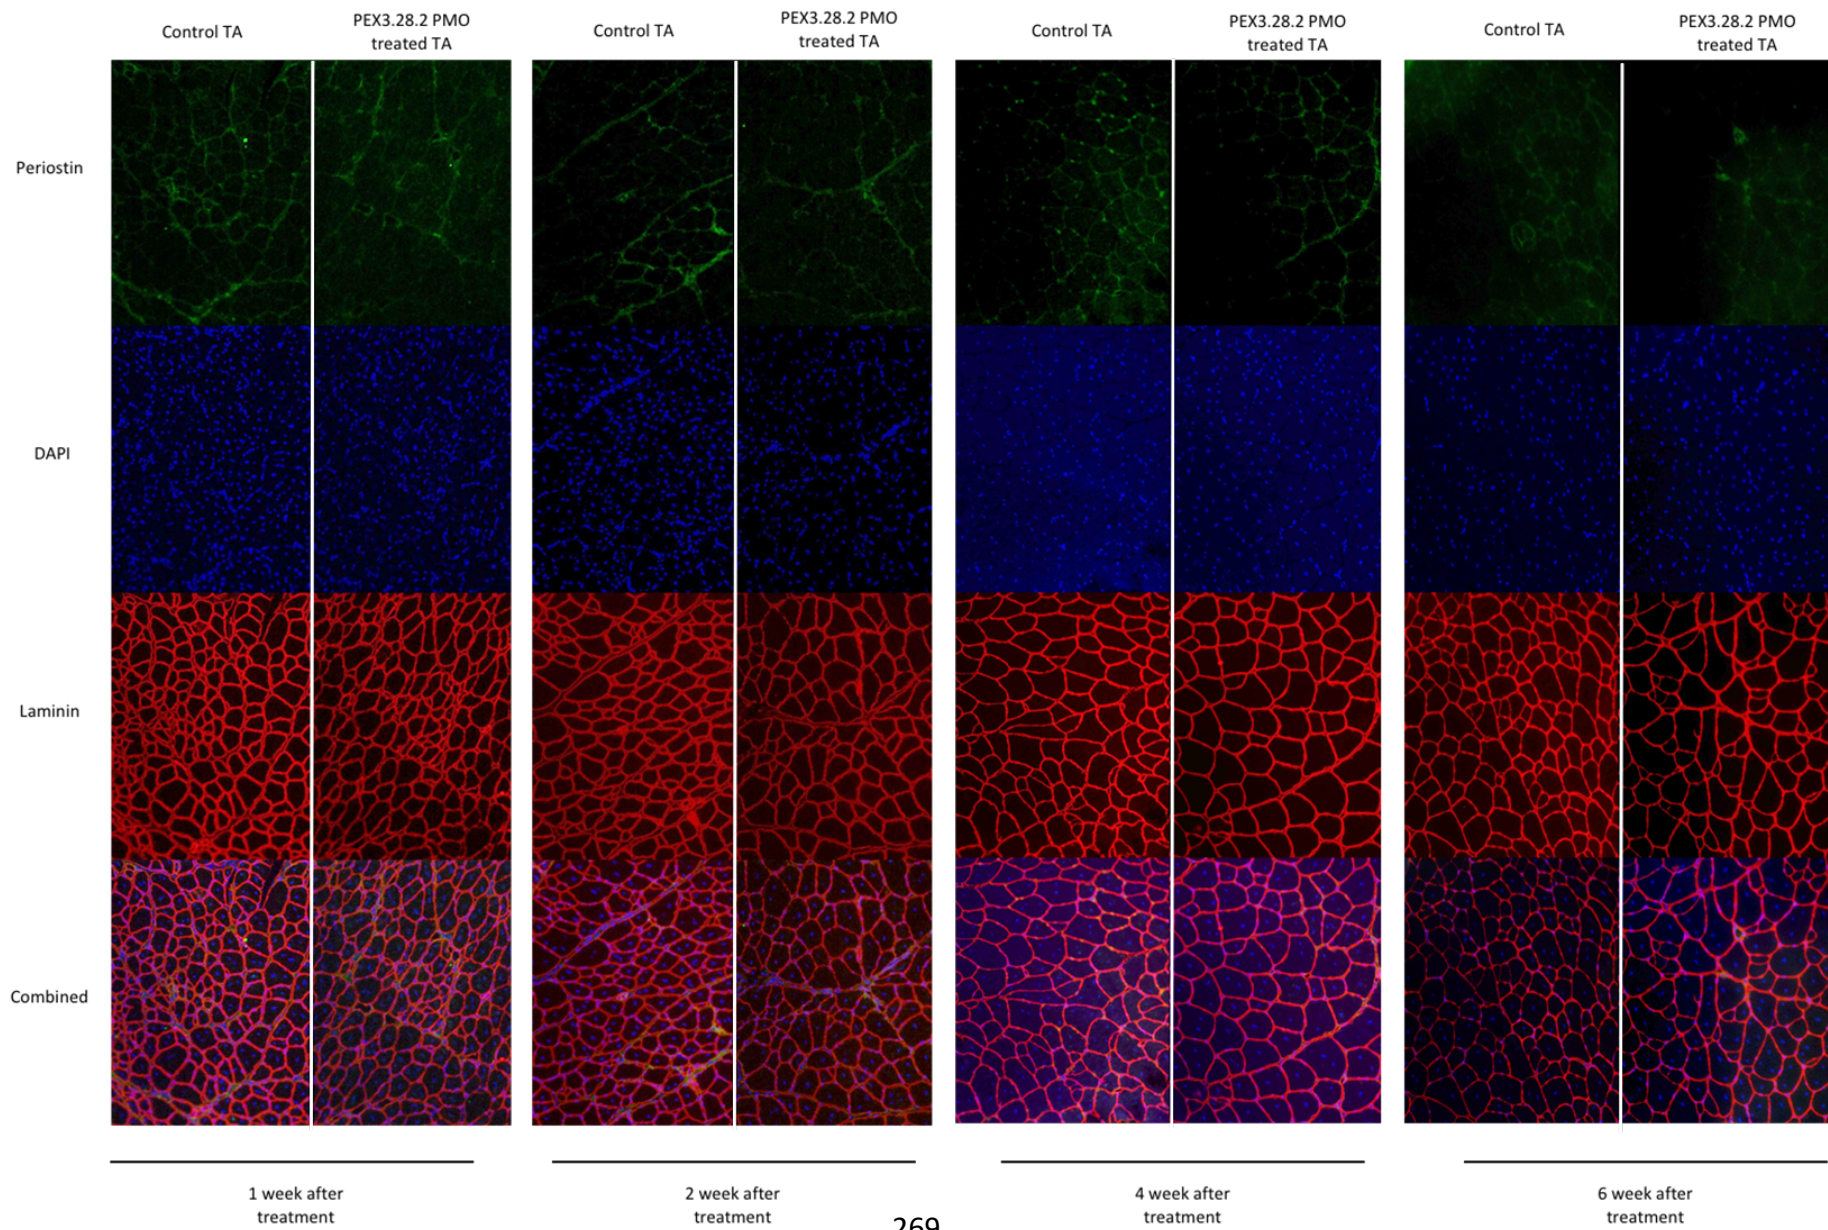 Control TA
PEX3.28.2 PMO
treated TA
Control TA
PEX3.28.2 PMO
treated TA
Control TA
PEX3.28.2 PMO
treated TA
Control TA
PEX3.28.2 PMO
treated TA
Periostin
DAPI
Laminin
Combined
1 week after
treatment
2 week after
treatment
4 week after
treatment
6 week after
treatment
269